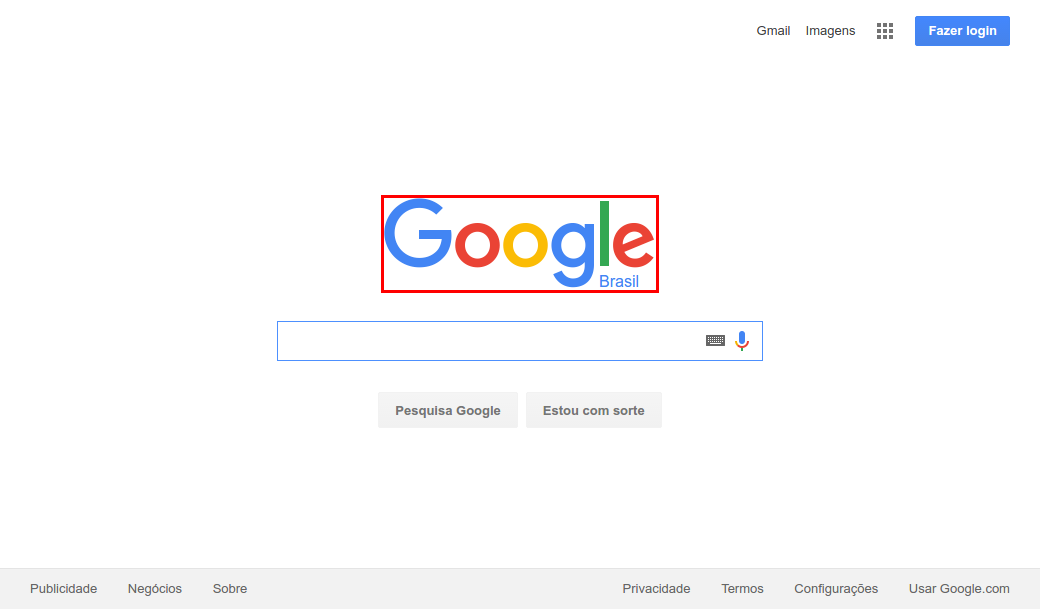 Gmail Imagens Fazer login
Google
Brasil
Pesquisa Google Estou com sorte
Publicidade Negócios Sobre Privacidade Termos Configurações Usar Google.com